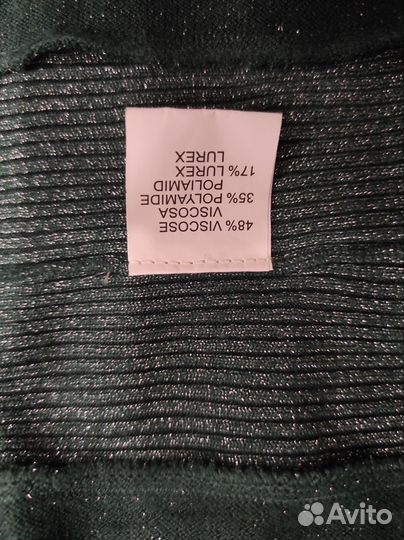 48% VISCOSE
VISCOSA
35% POLYAMIDE
POLIAMID
17% LUREX
LUREX
Avito